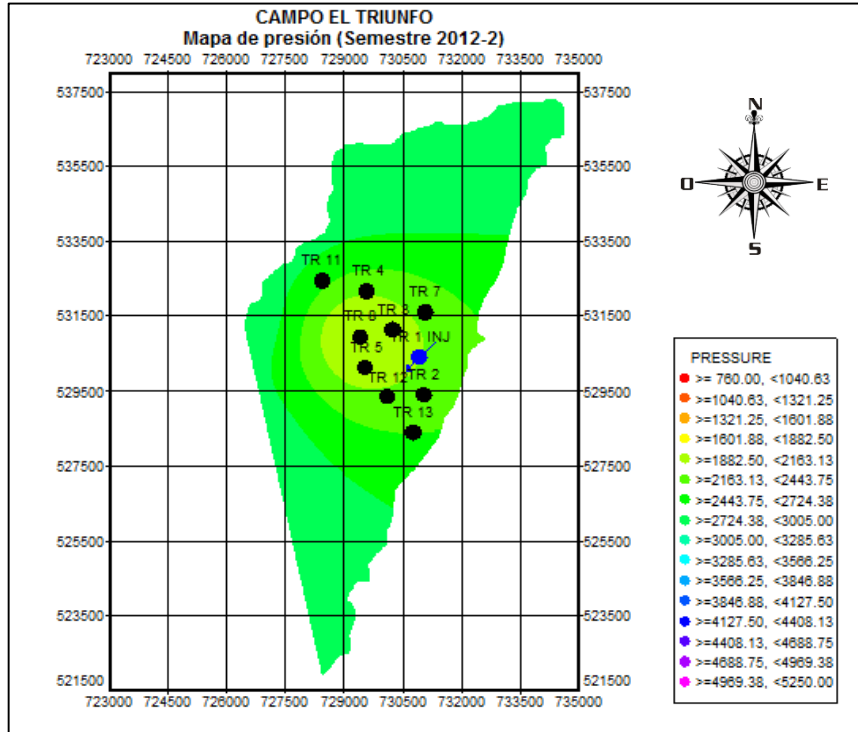 CAMPO EL TRIUNFO
Mapa de presión (Semestre 2012-2)
723000 724500 726000 727500 729000 730500 732000 733500 735000
537500 537500
535500 535500
533500 533500
531500 531500
529500 529500
527500 527500
525500 525500
523500 523500
521500 521500
723000 724500 726000 727500 729000 730500 732000 733500 735000
TR 11
TR 4
TR 7
TR 8 TR 3
TR 1 INJ
TR 5
TR 12 TR 2
TR 13
N
O E
S
PRESSURE
>= 760.00, <1040.63
>=1040.63, <1321.25
>=1321.25, <1601.88
>=1601.88, <1882.50
>=1882.50, <2163.13
>=2163.13, <2443.75
>=2443.75, <2724.38
>=2724.38, <3005.00
>=3005.00, <3285.63
>=3285.63, <3566.25
>=3566.25, <3846.88
>=3846.88, <4127.50
>=4127.50, <4408.13
>=4408.13, <4688.75
>=4688.75, <4969.38
>=4969.38, <5250.00